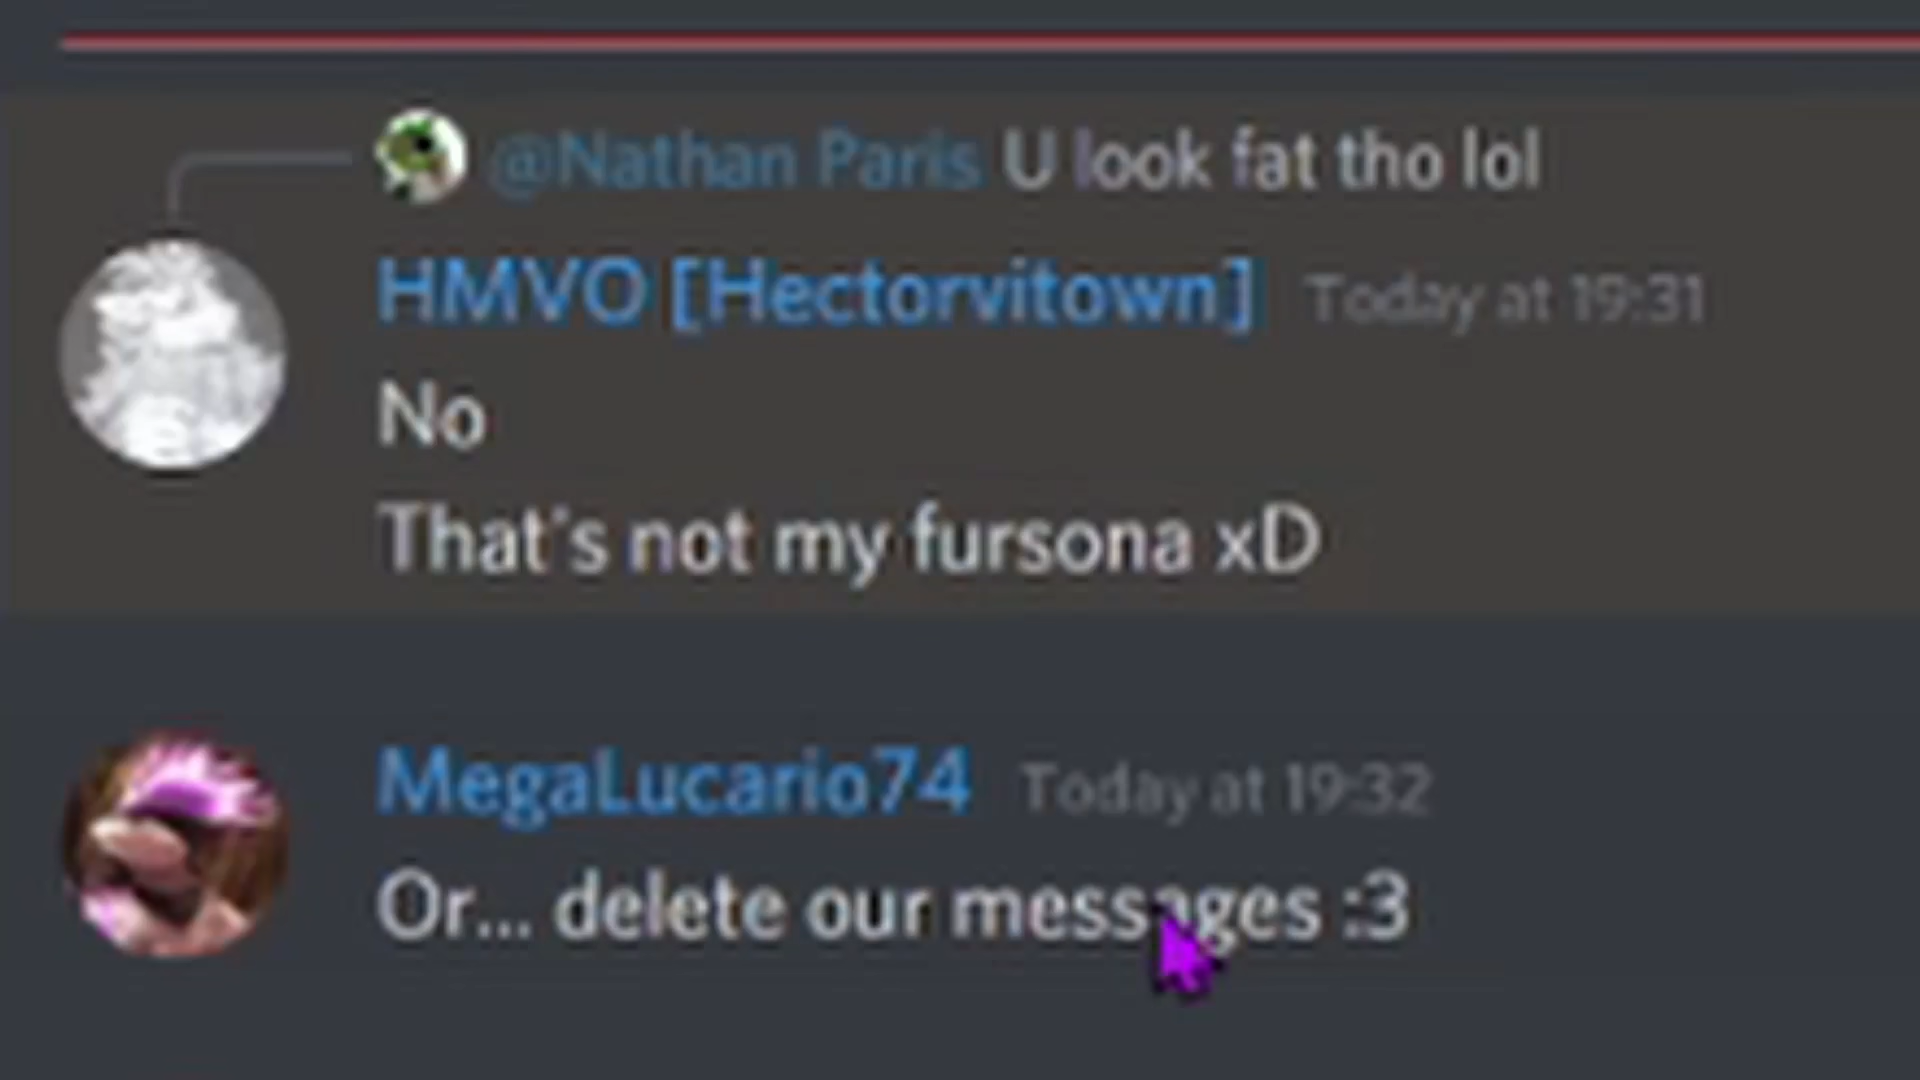 @Nathan Paris U look fat tho lol
HMVO [Hectorvitown] Today at 19:31
No
That's not my fursona xD
MegaLucario74 Today at 19:32
Or... delete our messages :3